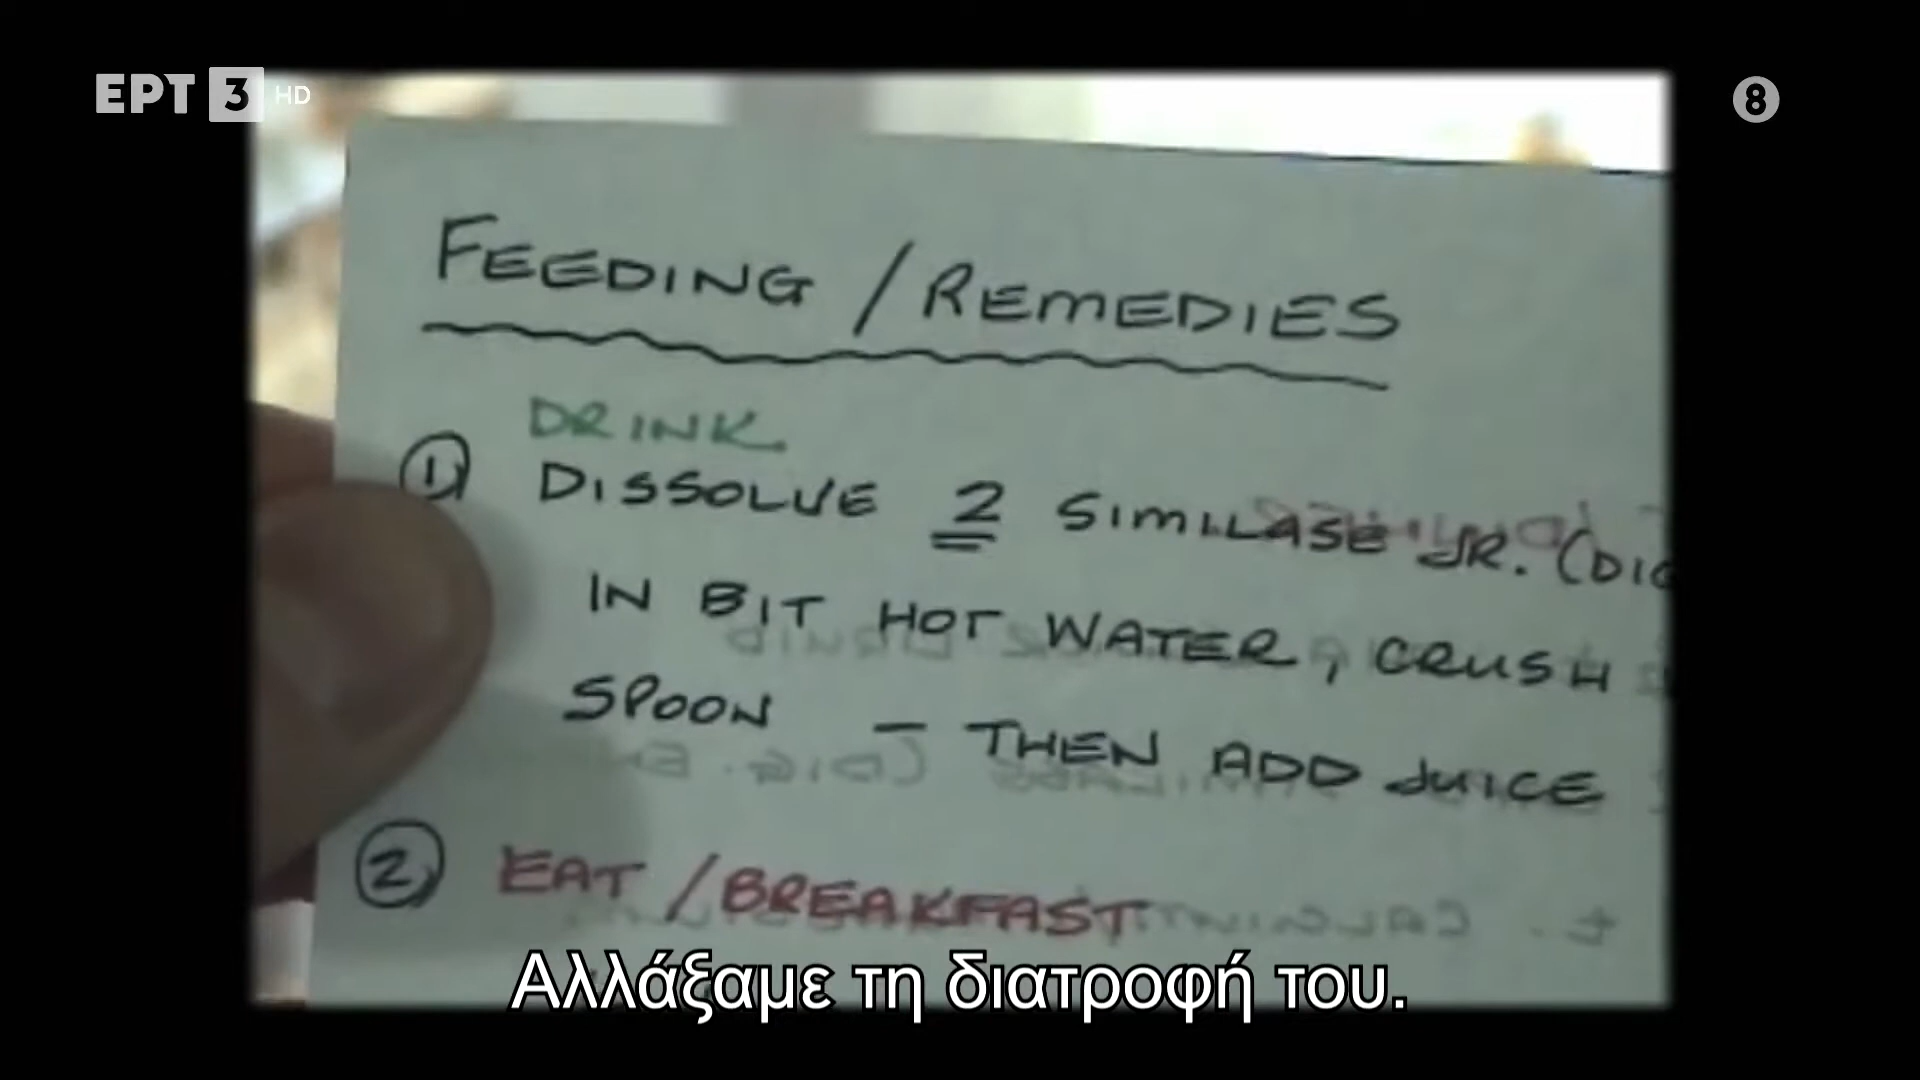 ΕΡΤ 3 HD
8
FEEDING / REMEDIES
DRINK
1 DISSOLVE 2 SIMILASE JR. (DIG
IN BIT HOT WATER, CRUSH
SPOON – THEN ADD JUICE
2 EAT / BREAKFAST
Αλλάξαμε τη διατροφή του.